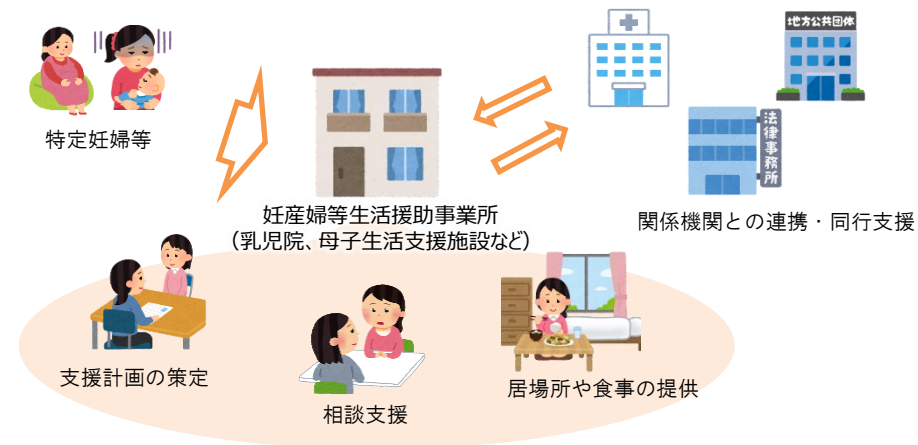 地方公共団体
特定妊婦等
法律事務所
妊産婦等生活援助事業所
（乳児院、母子生活支援施設など）
関係機関との連携・同行支援
支援計画の策定
相談支援
居場所や食事の提供